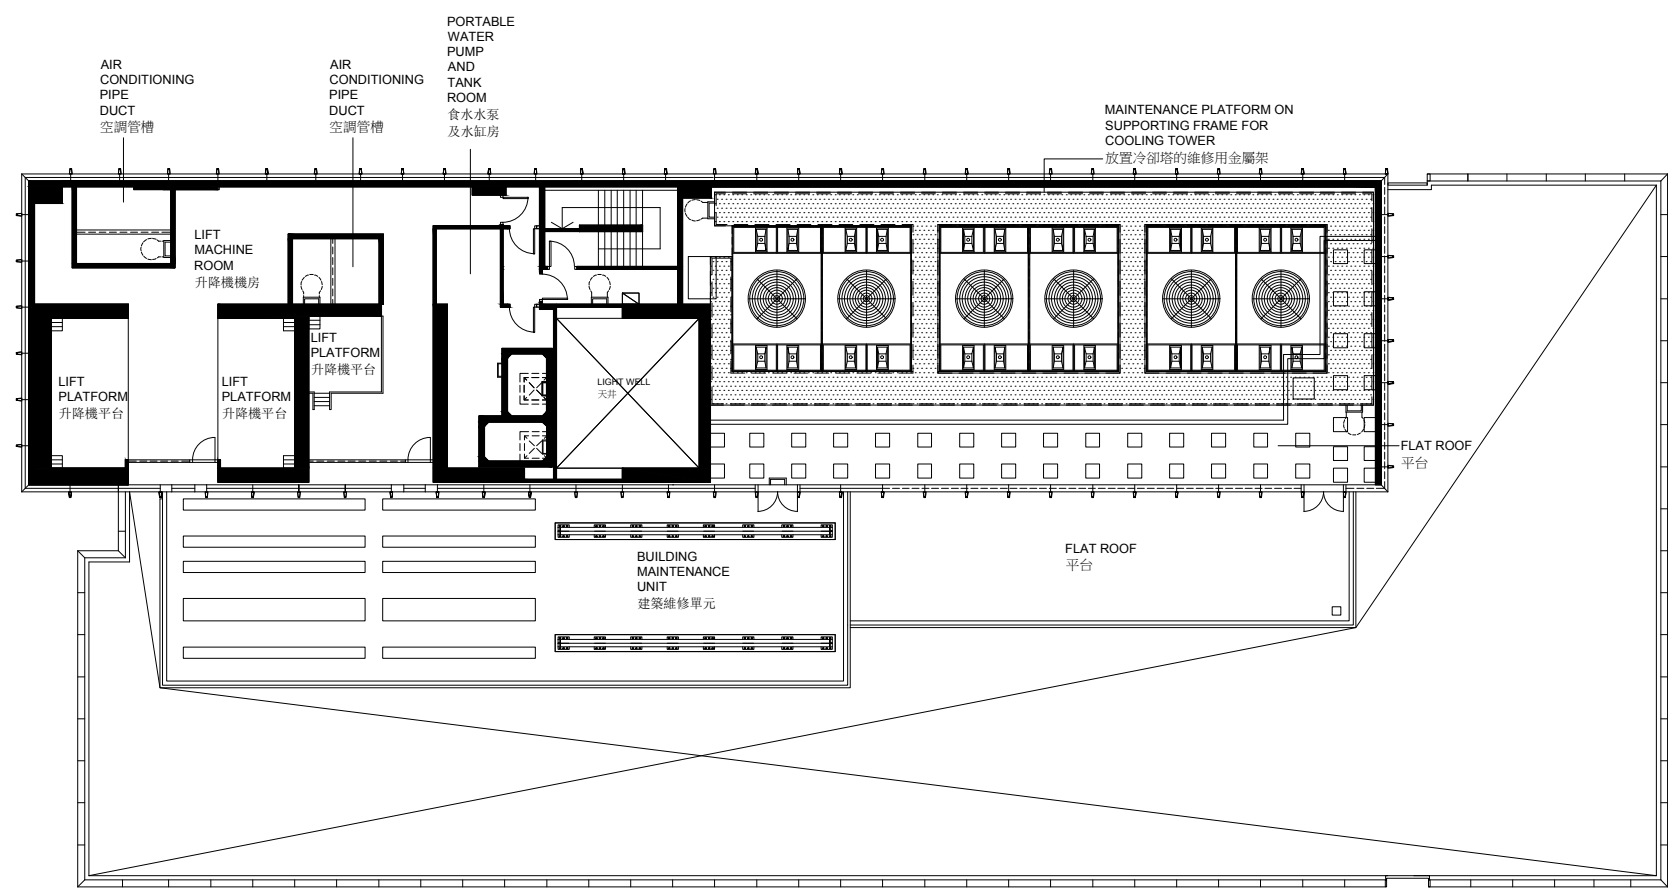 PORTABLE
WATER
PUMP
AND
TANK
ROOM
食水水泵
及水缸房
AIR
CONDITIONING
PIPE
DUCT
空調管槽
AIR
CONDITIONING
PIPE
DUCT
空調管槽
MAINTENANCE PLATFORM ON
SUPPORTING FRAME FOR
COOLING TOWER
放置冷卻塔的維修用金屬架
LIFT
MACHINE
ROOM
升降機機房
LIFT
PLATFORM
升降機平台
LIFT
PLATFORM
升降機平台
LIFT
PLATFORM
升降機平台
LIGHT WELL
天井
FLAT ROOF
平台
FLAT ROOF
平台
BUILDING
MAINTENANCE
UNIT
建築維修單元